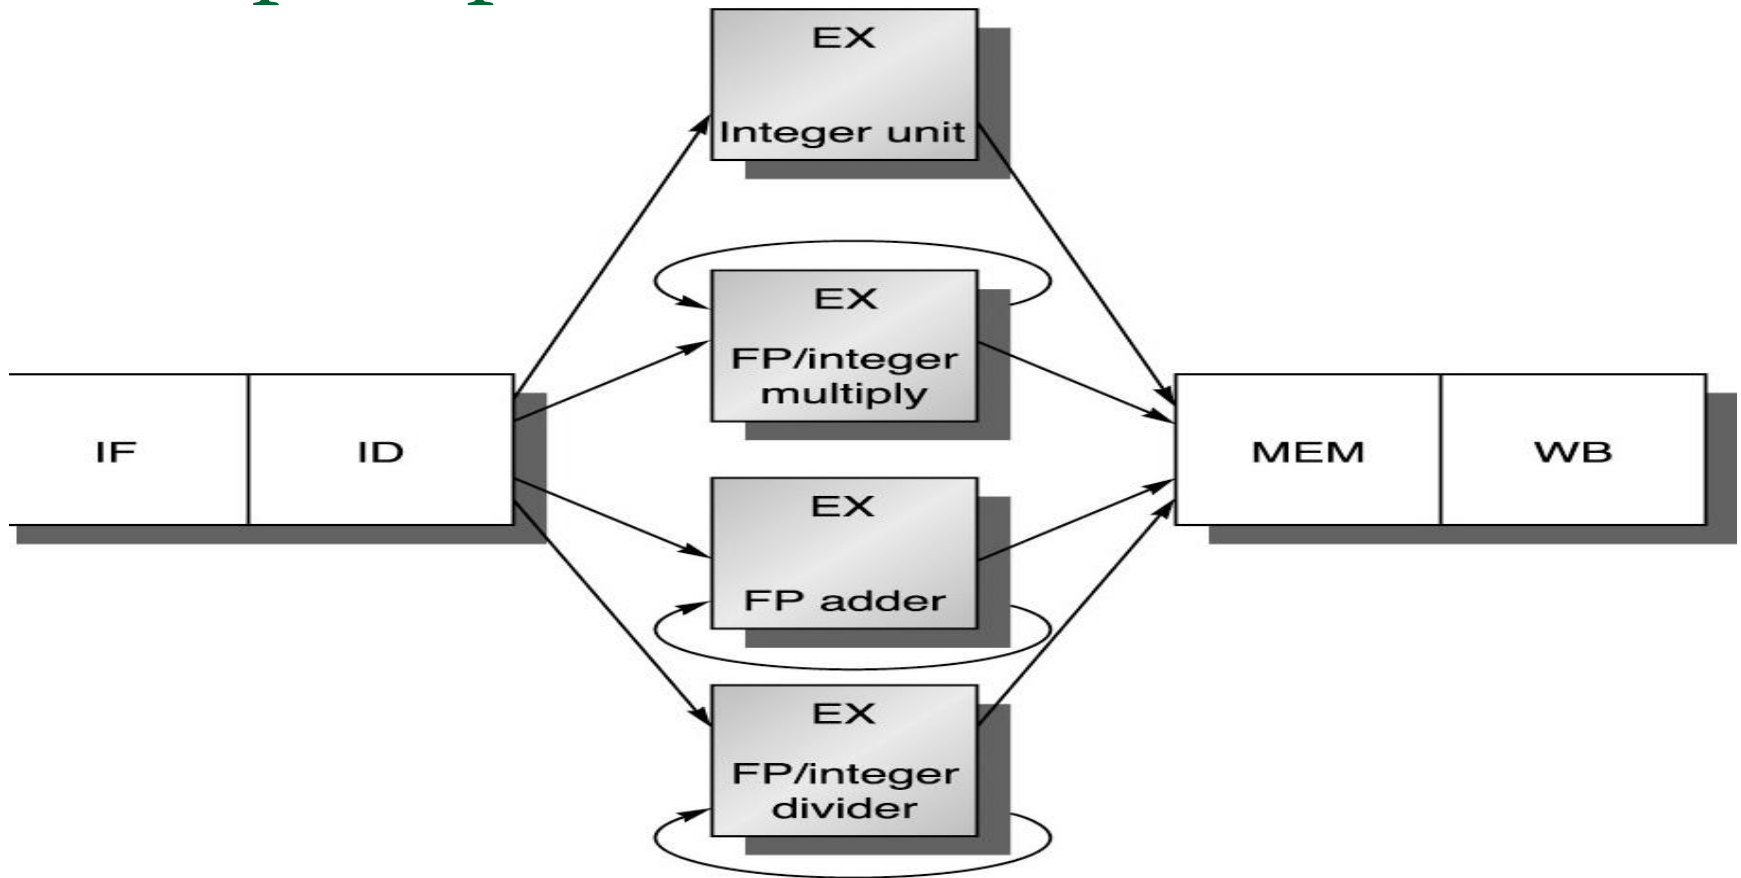 EX
Integer unit
EX
FP/integer
multiply
IF
ID
MEM
WB
EX
FP adder
EX
FP/integer
divider